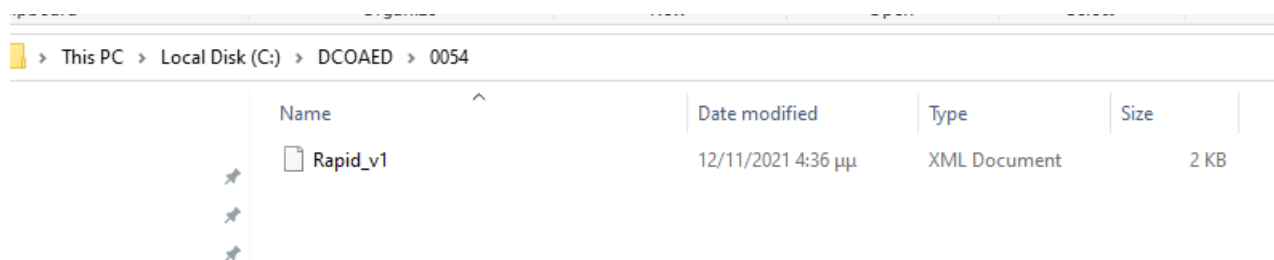 This PC > Local Disk (C:) > DCOAED > 0054
Name Date modified Type Size
Rapid_v1 12/11/2021 4:36 μμ XML Document 2 KB